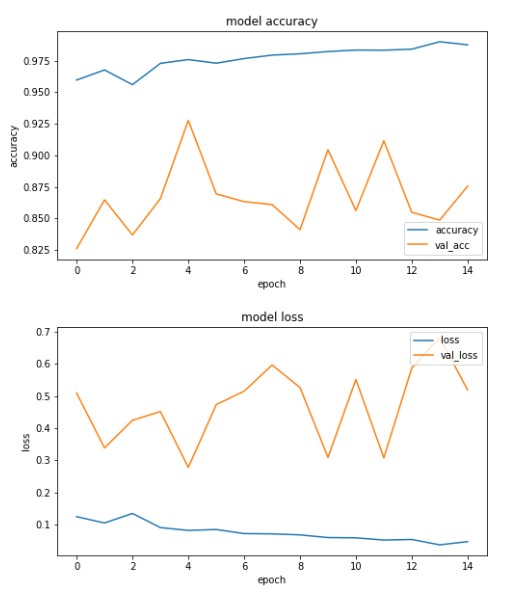 model accuracy
0.975
0.950
0.925
0.900
0.875
0.850
0.825
accuracy
accuracy
val_acc
0 2 4 6 8 10 12 14
epoch
model loss
0.7
0.6
0.5
0.4
0.3
0.2
0.1
loss
loss
val_loss
0 2 4 6 8 10 12 14
epoch